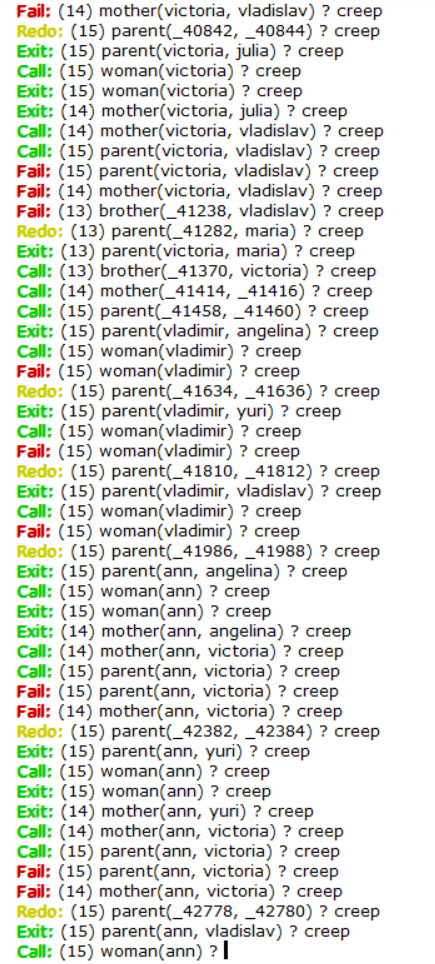 Fail: (14) mother(victoria, vladislav) ? creep
Redo: (15) parent(_40842, _40844) ? creep
Exit: (15) parent(victoria, julia) ? creep
Call: (15) woman(victoria) ? creep
Exit: (15) woman(victoria) ? creep
Exit: (14) mother(victoria, julia) ? creep
Call: (14) mother(victoria, vladislav) ? creep
Call: (15) parent(victoria, vladislav) ? creep
Fail: (15) parent(victoria, vladislav) ? creep
Fail: (14) mother(victoria, vladislav) ? creep
Fail: (13) brother(_41238, vladislav) ? creep
Redo: (13) parent(_41282, maria) ? creep
Exit: (13) parent(victoria, maria) ? creep
Call: (13) brother(_41370, victoria) ? creep
Call: (14) mother(_41414, _41416) ? creep
Call: (15) parent(_41458, _41460) ? creep
Exit: (15) parent(vladimir, angelina) ? creep
Call: (15) woman(vladimir) ? creep
Fail: (15) woman(vladimir) ? creep
Redo: (15) parent(_41634, _41636) ? creep
Exit: (15) parent(vladimir, yuri) ? creep
Call: (15) woman(vladimir) ? creep
Fail: (15) woman(vladimir) ? creep
Redo: (15) parent(_41810, _41812) ? creep
Exit: (15) parent(vladimir, vladislav) ? creep
Call: (15) woman(vladimir) ? creep
Fail: (15) woman(vladimir) ? creep
Redo: (15) parent(_41986, _41988) ? creep
Exit: (15) parent(ann, angelina) ? creep
Call: (15) woman(ann) ? creep
Exit: (15) woman(ann) ? creep
Exit: (14) mother(ann, angelina) ? creep
Call: (14) mother(ann, victoria) ? creep
Call: (15) parent(ann, victoria) ? creep
Fail: (15) parent(ann, victoria) ? creep
Fail: (14) mother(ann, victoria) ? creep
Redo: (15) parent(_42382, _42384) ? creep
Exit: (15) parent(ann, yuri) ? creep
Call: (15) woman(ann) ? creep
Exit: (15) woman(ann) ? creep
Exit: (14) mother(ann, yuri) ? creep
Call: (14) mother(ann, victoria) ? creep
Call: (15) parent(ann, victoria) ? creep
Fail: (15) parent(ann, victoria) ? creep
Fail: (14) mother(ann, victoria) ? creep
Redo: (15) parent(_42778, _42780) ? creep
Exit: (15) parent(ann, vladislav) ? creep
Call: (15) woman(ann) ?